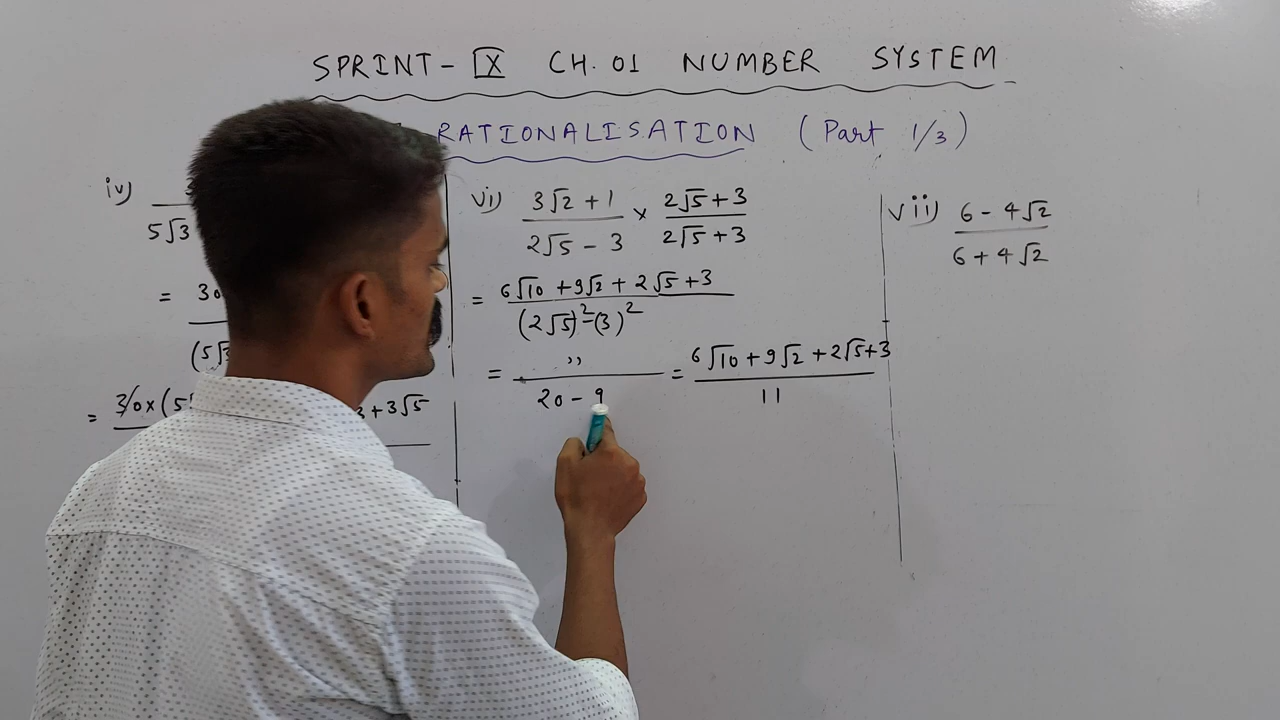 SPRINT- IX CH. 01 NUMBER SYSTEM
RATIONALISATION (Part 1/3)
iv)
5√3
= 30
(5√3
= 30x(5 3+3√5
vi) 3√2+1 / 2√5-3 x 2√5+3 / 2√5+3
= 6√10+9√2+2√5+3 / (2√5)²-(3)²
= ,, / 20-9 = 6√10+9√2+2√5+3 / 11
vii) 6-4√2 / 6+4√2